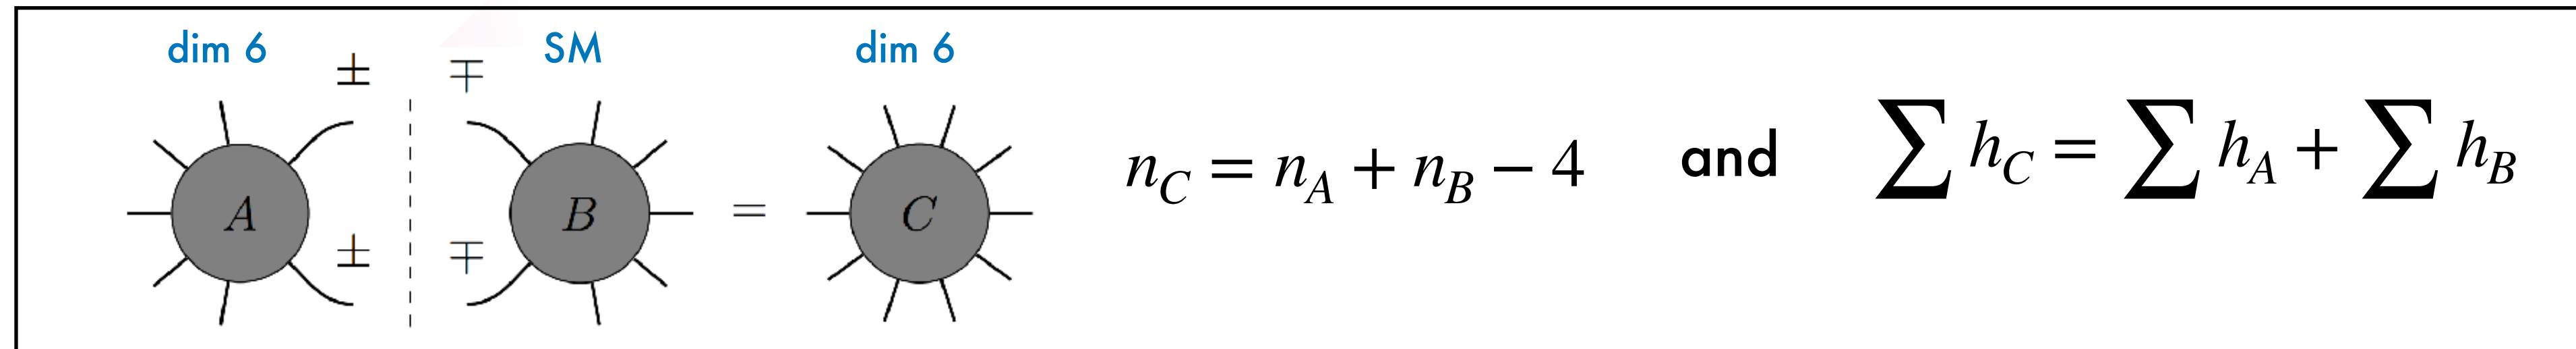 dim 6 SM dim 6
± ∓
A B = C
± ∓
n_C = n_A + n_B − 4 and ∑ h_C = ∑ h_A + ∑ h_B